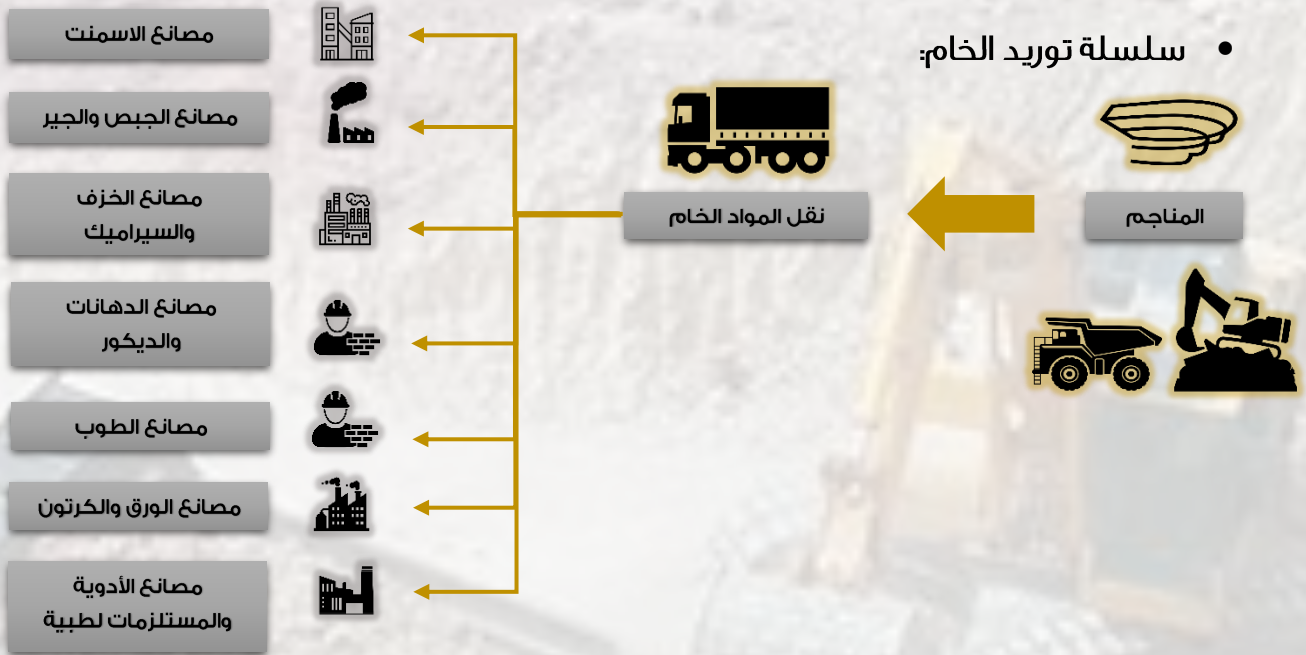 • سلسلة توريد الخام:
المناجم
نقل المواد الخام
مصانع الاسمنت
مصانع الجبص والجير
مصانع الخزف
والسيراميك
مصانع الدهانات
والديكور
مصانع الطوب
مصانع الورق والكرتون
مصانع الأدوية
والمستلزمات لطبية